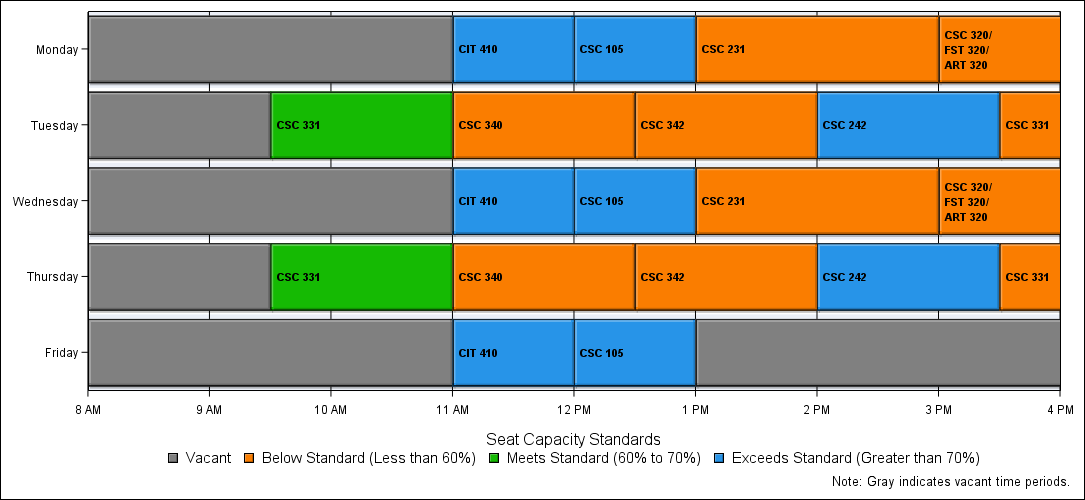 Monday
CIT 410
CSC 105
CSC 231
CSC 320/
FST 320/
ART 320
Tuesday
CSC 331
CSC 340
CSC 342
CSC 242
CSC 331
Wednesday
CIT 410
CSC 105
CSC 231
CSC 320/
FST 320/
ART 320
Thursday
CSC 331
CSC 340
CSC 342
CSC 242
CSC 331
Friday
CIT 410
CSC 105
8 AM 9 AM 10 AM 11 AM 12 PM 1 PM 2 PM 3 PM 4 PM
Seat Capacity Standards
Vacant Below Standard (Less than 60%) Meets Standard (60% to 70%) Exceeds Standard (Greater than 70%)
Note: Gray indicates vacant time periods.